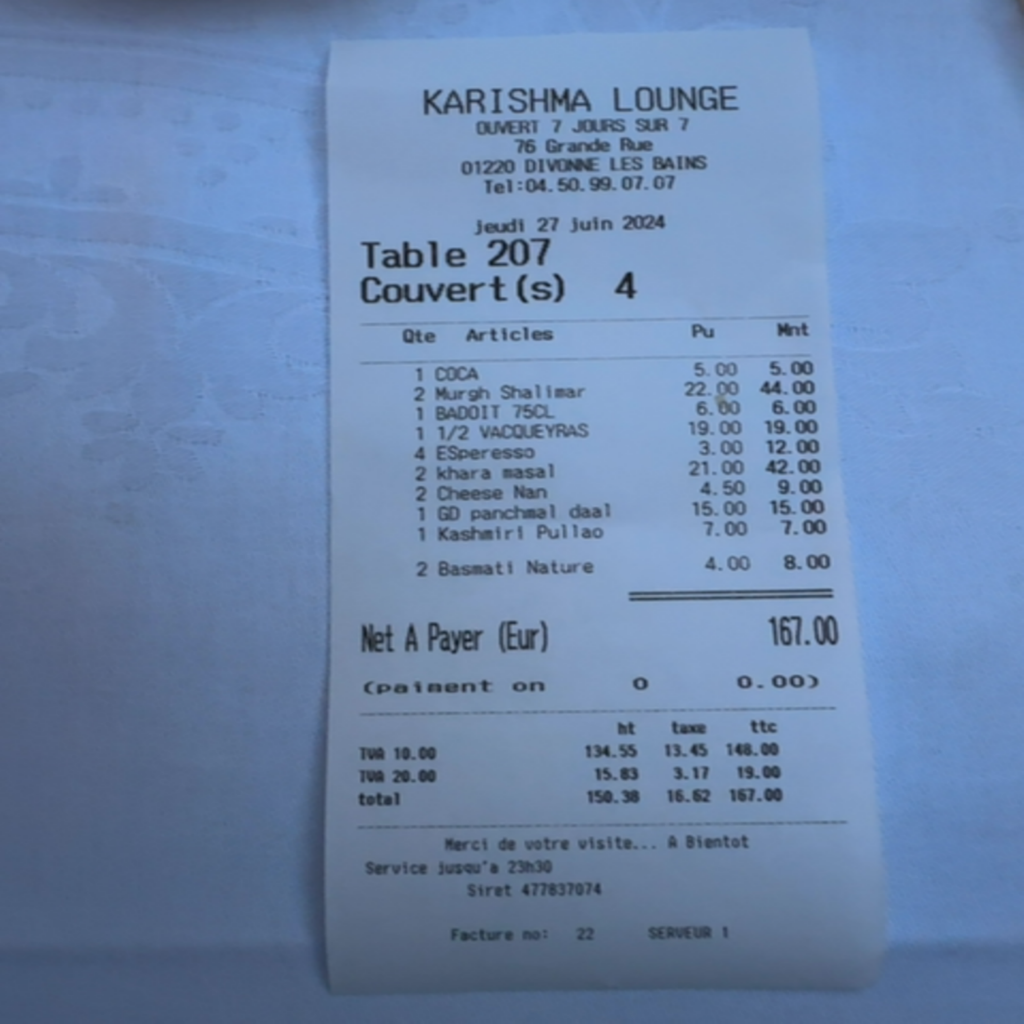 KARISHMA LOUNGE
OUVERT 7 JOURS SUR 7
76 Grande Rue
01220 DIVONNE LES BAINS
Tel:04.50.99.07.07
jeudi 27 juin 2024
Table 207
Couvert(s) 4
Qte Articles Pu Mnt
1 COCA 5.00 5.00
2 Murgh Shalimar 22.00 44.00
1 BADOIT 75CL 6.00 6.00
1 1/2 VACQUEYRAS 19.00 19.00
4 ESperesso 3.00 12.00
2 khara masal 21.00 42.00
2 Cheese Nan 4.50 9.00
1 GD panchmal daal 15.00 15.00
1 Kashmiri Pullao 7.00 7.00
2 Basmati Nature 4.00 8.00
Net A Payer (Eur) 167.00
(paiment on 0 0.00)
ht taxe ttc
TVA 10.00 134.55 13.45 148.00
TVA 20.00 15.83 3.17 19.00
total 150.38 16.62 167.00
Merci de votre visite... A Bientot
Service jusqu'a 23h30
Siret 477837074
Facture no: 22 SERVEUR 1